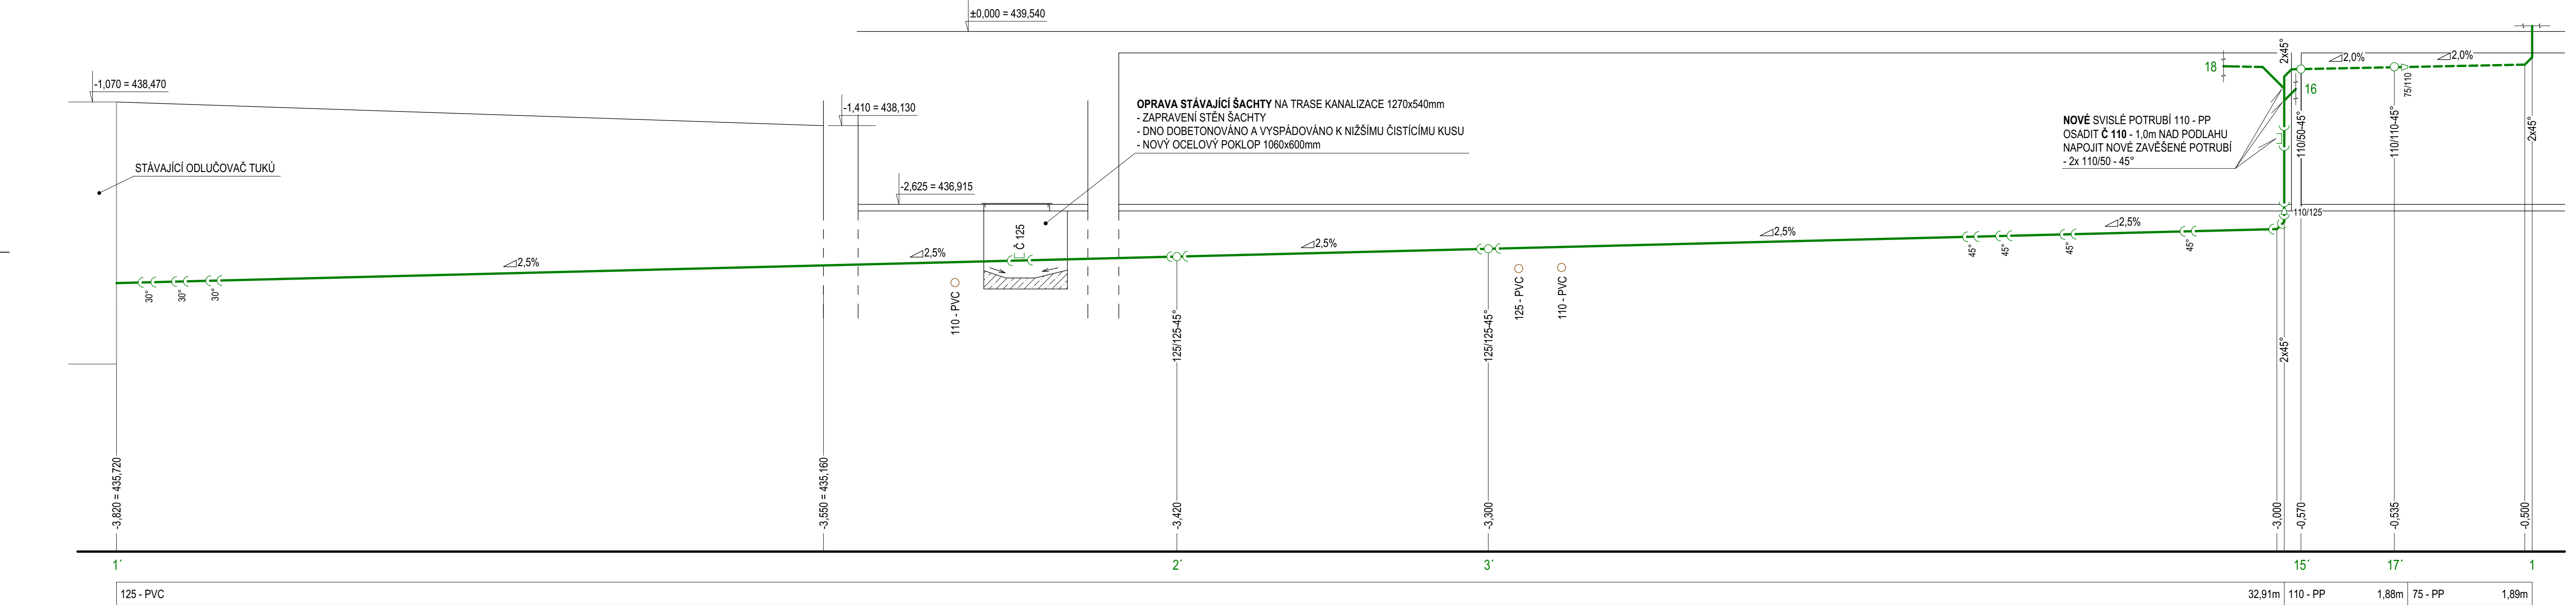 ±0,000 = 439,540
-1,070 = 438,470
-1,410 = 438,130
STÁVAJÍCÍ ODLUČOVAČ TUKŮ
-2,625 = 436,915
OPRAVA STÁVAJÍCÍ ŠACHTY NA TRASE KANALIZACE 1270x540mm
- ZAPRAVENÍ STĚN ŠACHTY
- DNO DOBETONOVÁNO A VYSPÁDOVÁNO K NIŽŠÍMU ČISTÍCÍMU KUSU
- NOVÝ OCELOVÝ POKLOP 1060x600mm
NOVÉ SVISLÉ POTRUBÍ 110 - PP
OSADIT Č 110 - 1,0m NAD PODLAHU
NAPOJIT NOVÉ ZAVĚŠENÉ POTRUBÍ
- 2x 110/50 - 45°
18
16
2x45°
2,0%
2,0%
75/110
110/50-45°
110/110-45°
2x45°
110/125
30°
30°
30°
2,5%
2,5%
Č 125
110 - PVC
2,5%
125/125-45°
125/125-45°
125 - PVC
110 - PVC
2,5%
45°
45°
45°
2,5%
45°
2x45°
-3,820 = 435,720
-3,550 = 435,160
-3,420
-3,300
-3,000
-0,570
-0,535
-0,500
1´
2´
3´
15´
17´
1
125 - PVC
32,91m
110 - PP
1,88m
75 - PP
1,89m